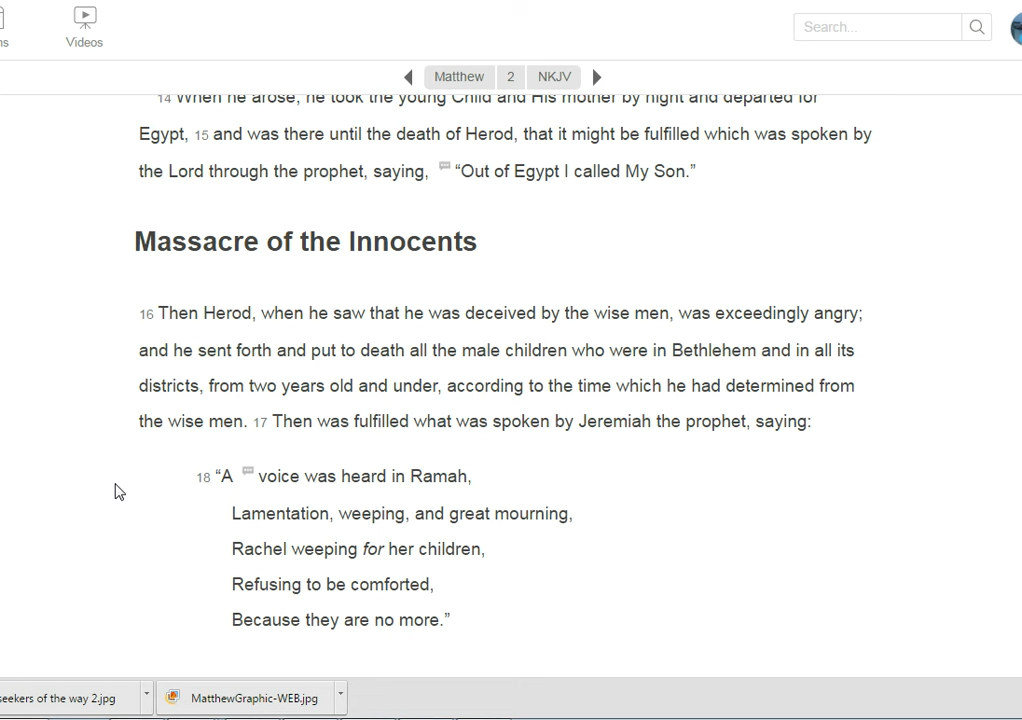 ns
Videos
Search...
Matthew 2 NKJV
14 When he arose, he took the young Child and His mother by night and departed for
Egypt, 15 and was there until the death of Herod, that it might be fulfilled which was spoken by
the Lord through the prophet, saying, “Out of Egypt I called My Son.”
Massacre of the Innocents
16 Then Herod, when he saw that he was deceived by the wise men, was exceedingly angry;
and he sent forth and put to death all the male children who were in Bethlehem and in all its
districts, from two years old and under, according to the time which he had determined from
the wise men. 17 Then was fulfilled what was spoken by Jeremiah the prophet, saying:
18 “A voice was heard in Ramah,
Lamentation, weeping, and great mourning,
Rachel weeping for her children,
Refusing to be comforted,
Because they are no more.”
seekers of the way 2.jpg
MatthewGraphic-WEB.jpg